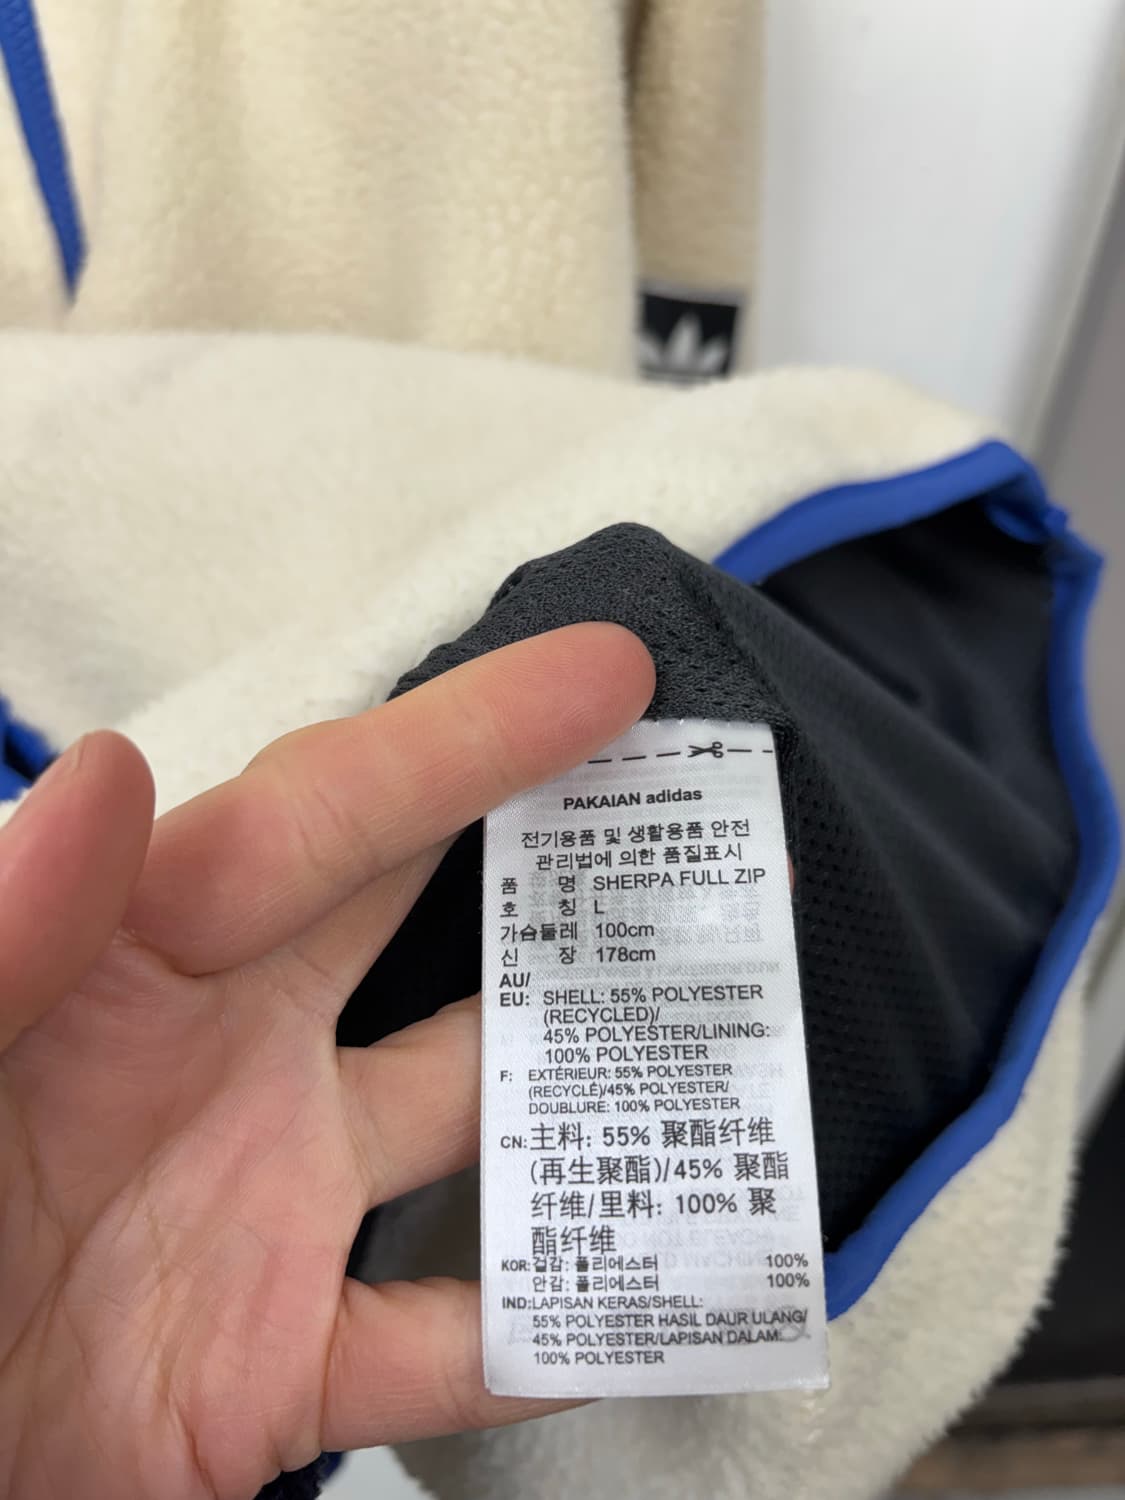 PAKAIAN adidas
전기용품 및 생활용품 안전
관리법에 의한 품질표시
품 명 SHERPA FULL ZIP
호 칭 L
가슴둘레 100cm
신 장 178cm
AU/
EU: SHELL: 55% POLYESTER
(RECYCLED)/
45% POLYESTER/LINING:
100% POLYESTER
F: EXTÉRIEUR: 55% POLYESTER
(RECYCLÉ)/45% POLYESTER/
DOUBLURE: 100% POLYESTER
CN: 主料: 55% 聚酯纤维
(再生聚酯)/45% 聚酯
纤维/里料: 100% 聚
酯纤维
KOR: 겉감: 폴리에스터 100%
안감: 폴리에스터 100%
IND: LAPISAN KERAS/SHELL:
55% POLYESTER HASIL DAUR ULANG/
45% POLYESTER/LAPISAN DALAM:
100% POLYESTER